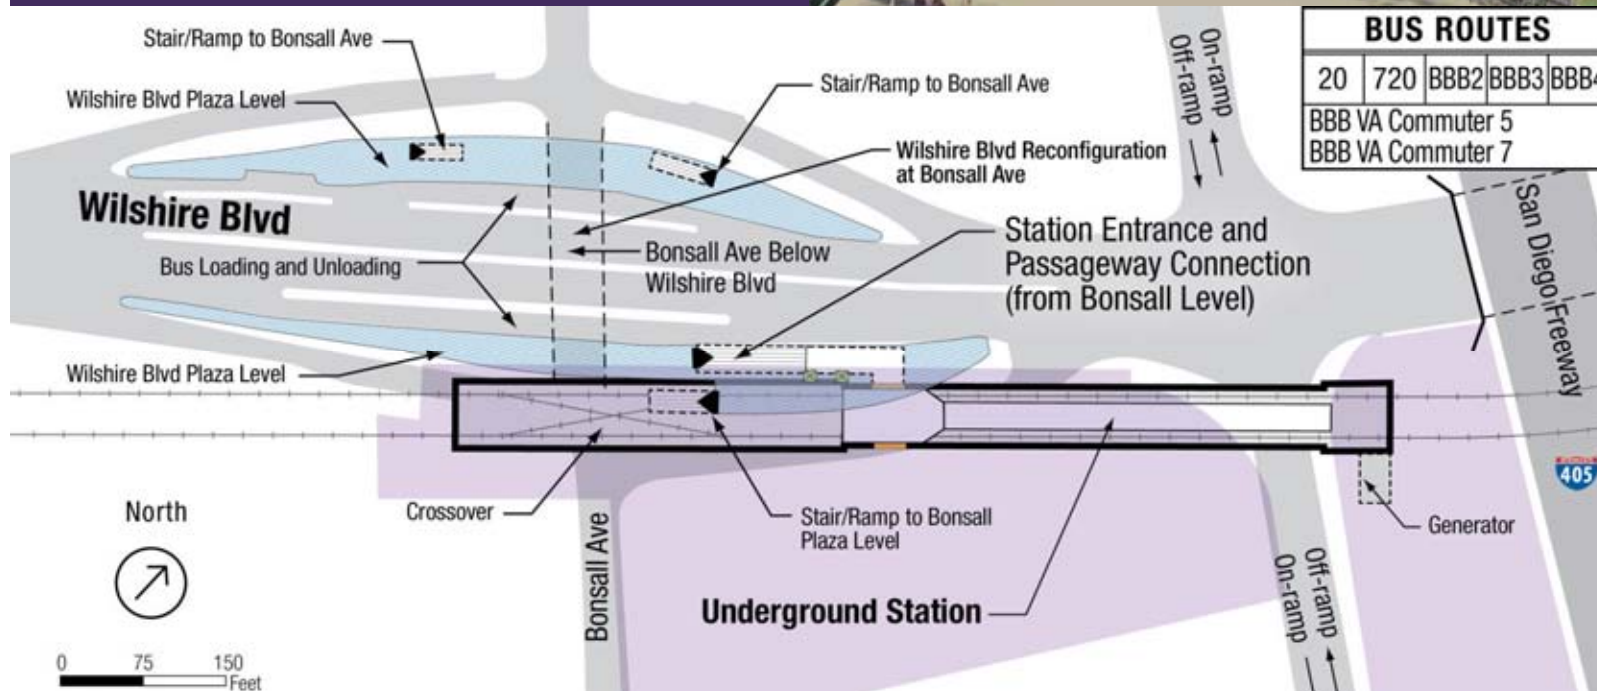 Stair/Ramp to Bonsall Ave
Wilshire Blvd Plaza Level
Stair/Ramp to Bonsall Ave
On-ramp
Off-ramp
BUS ROUTES
20 720 BBB2 BBB3 BBB4
BBB VA Commuter 5
BBB VA Commuter 7
Wilshire Blvd Reconfiguration
at Bonsall Ave
Wilshire Blvd
Bus Loading and Unloading
Bonsall Ave Below
Wilshire Blvd
Station Entrance and
Passageway Connection
(from Bonsall Level)
San Diego Freeway
Wilshire Blvd Plaza Level
405
North
Crossover
Bonsall Ave
Stair/Ramp to Bonsall
Plaza Level
Generator
Underground Station
Off-ramp
On-ramp
0 75 150
Feet